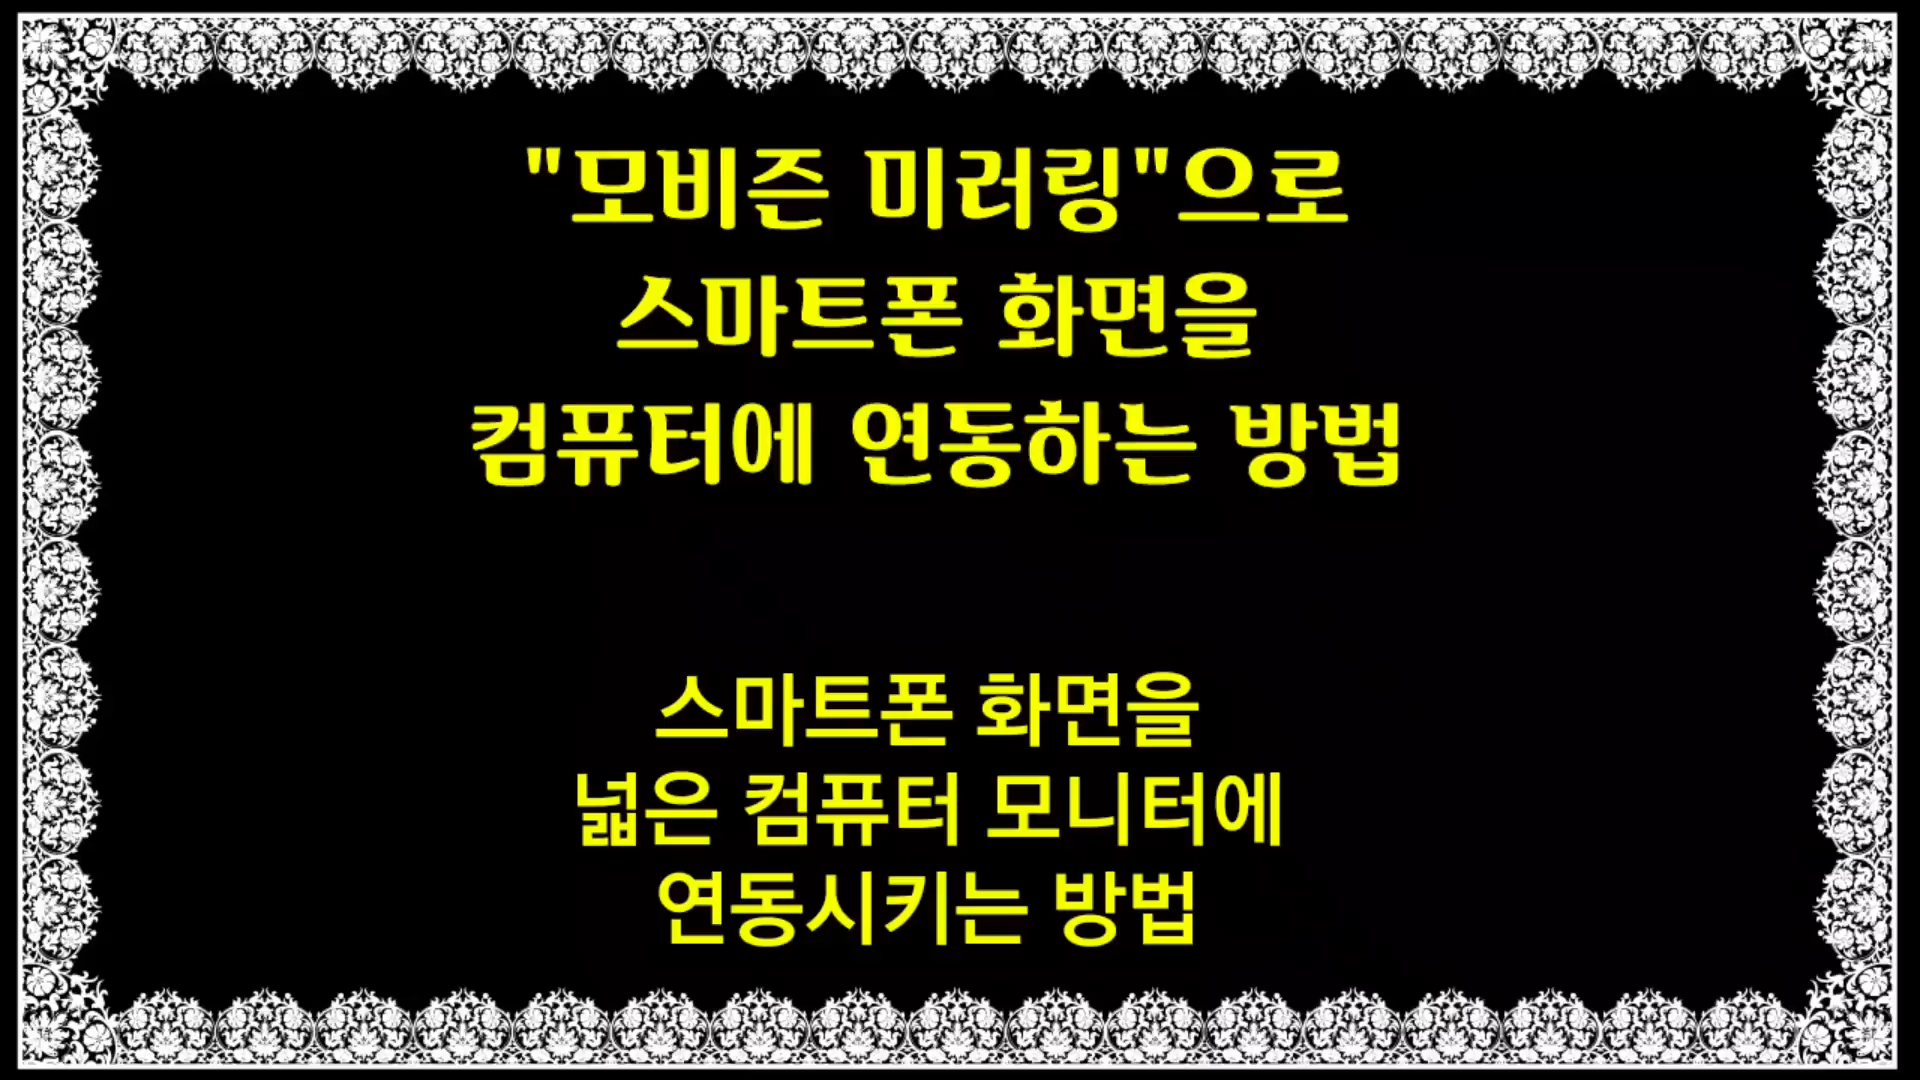 "모비즌 미러링"으로
스마트폰 화면을
컴퓨터에 연동하는 방법
스마트폰 화면을
넓은 컴퓨터 모니터에
연동시키는 방법